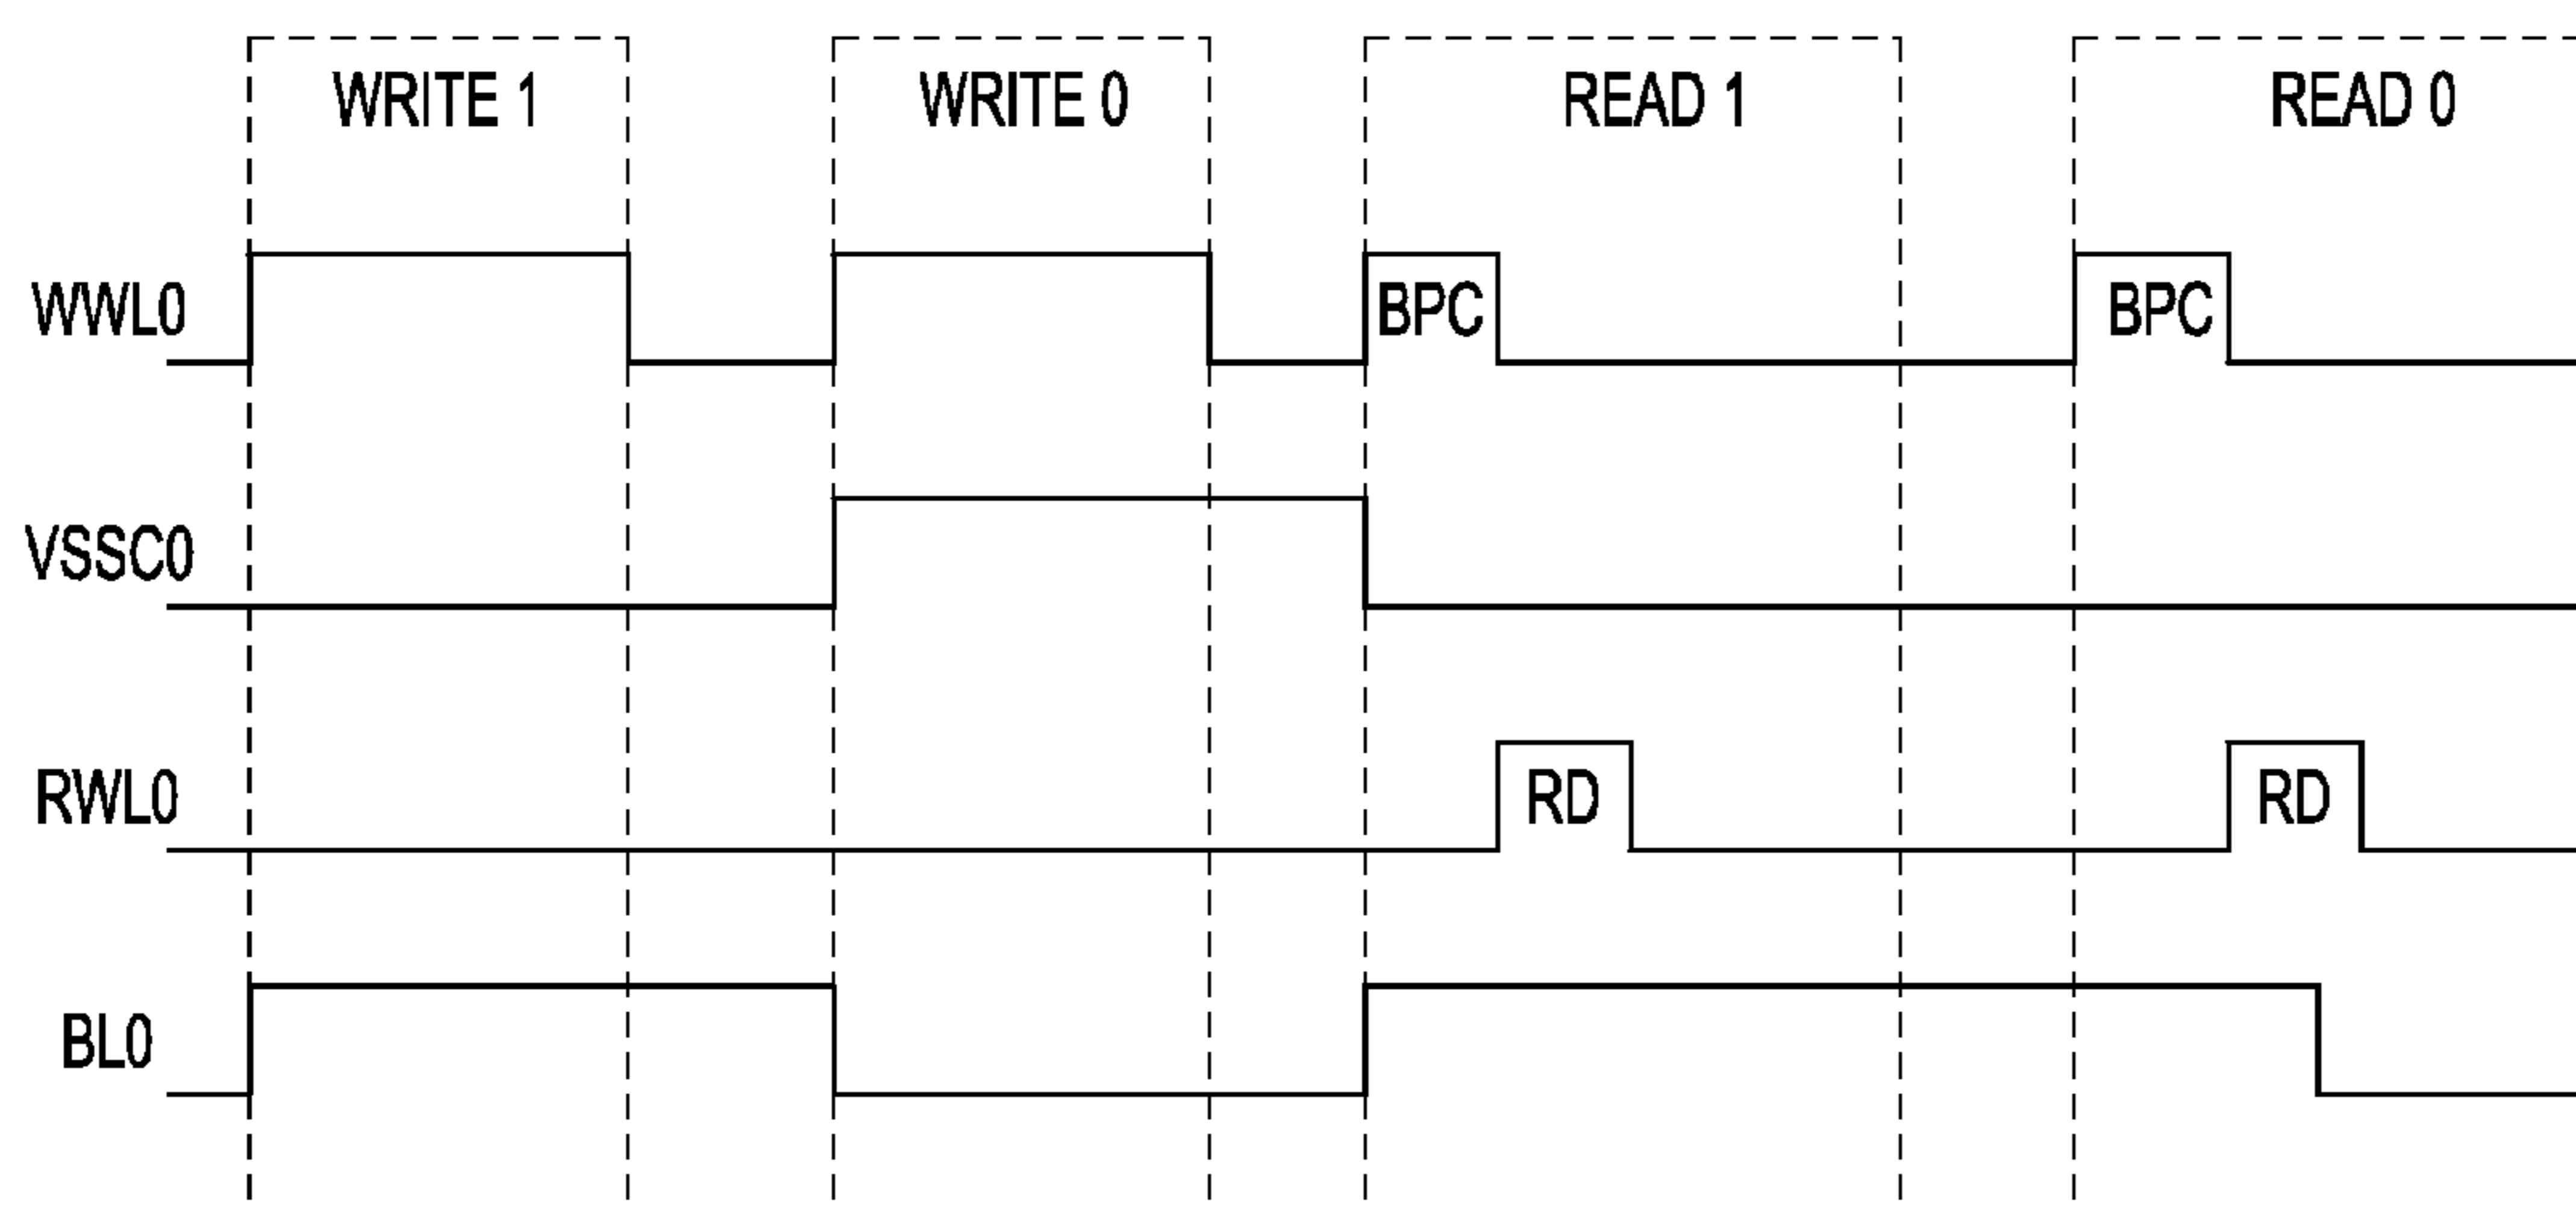 WRITE 1
WRITE 0
READ 1
READ 0
WWL0
BPC
BPC
VSSC0
RWL0
RD
RD
BL0